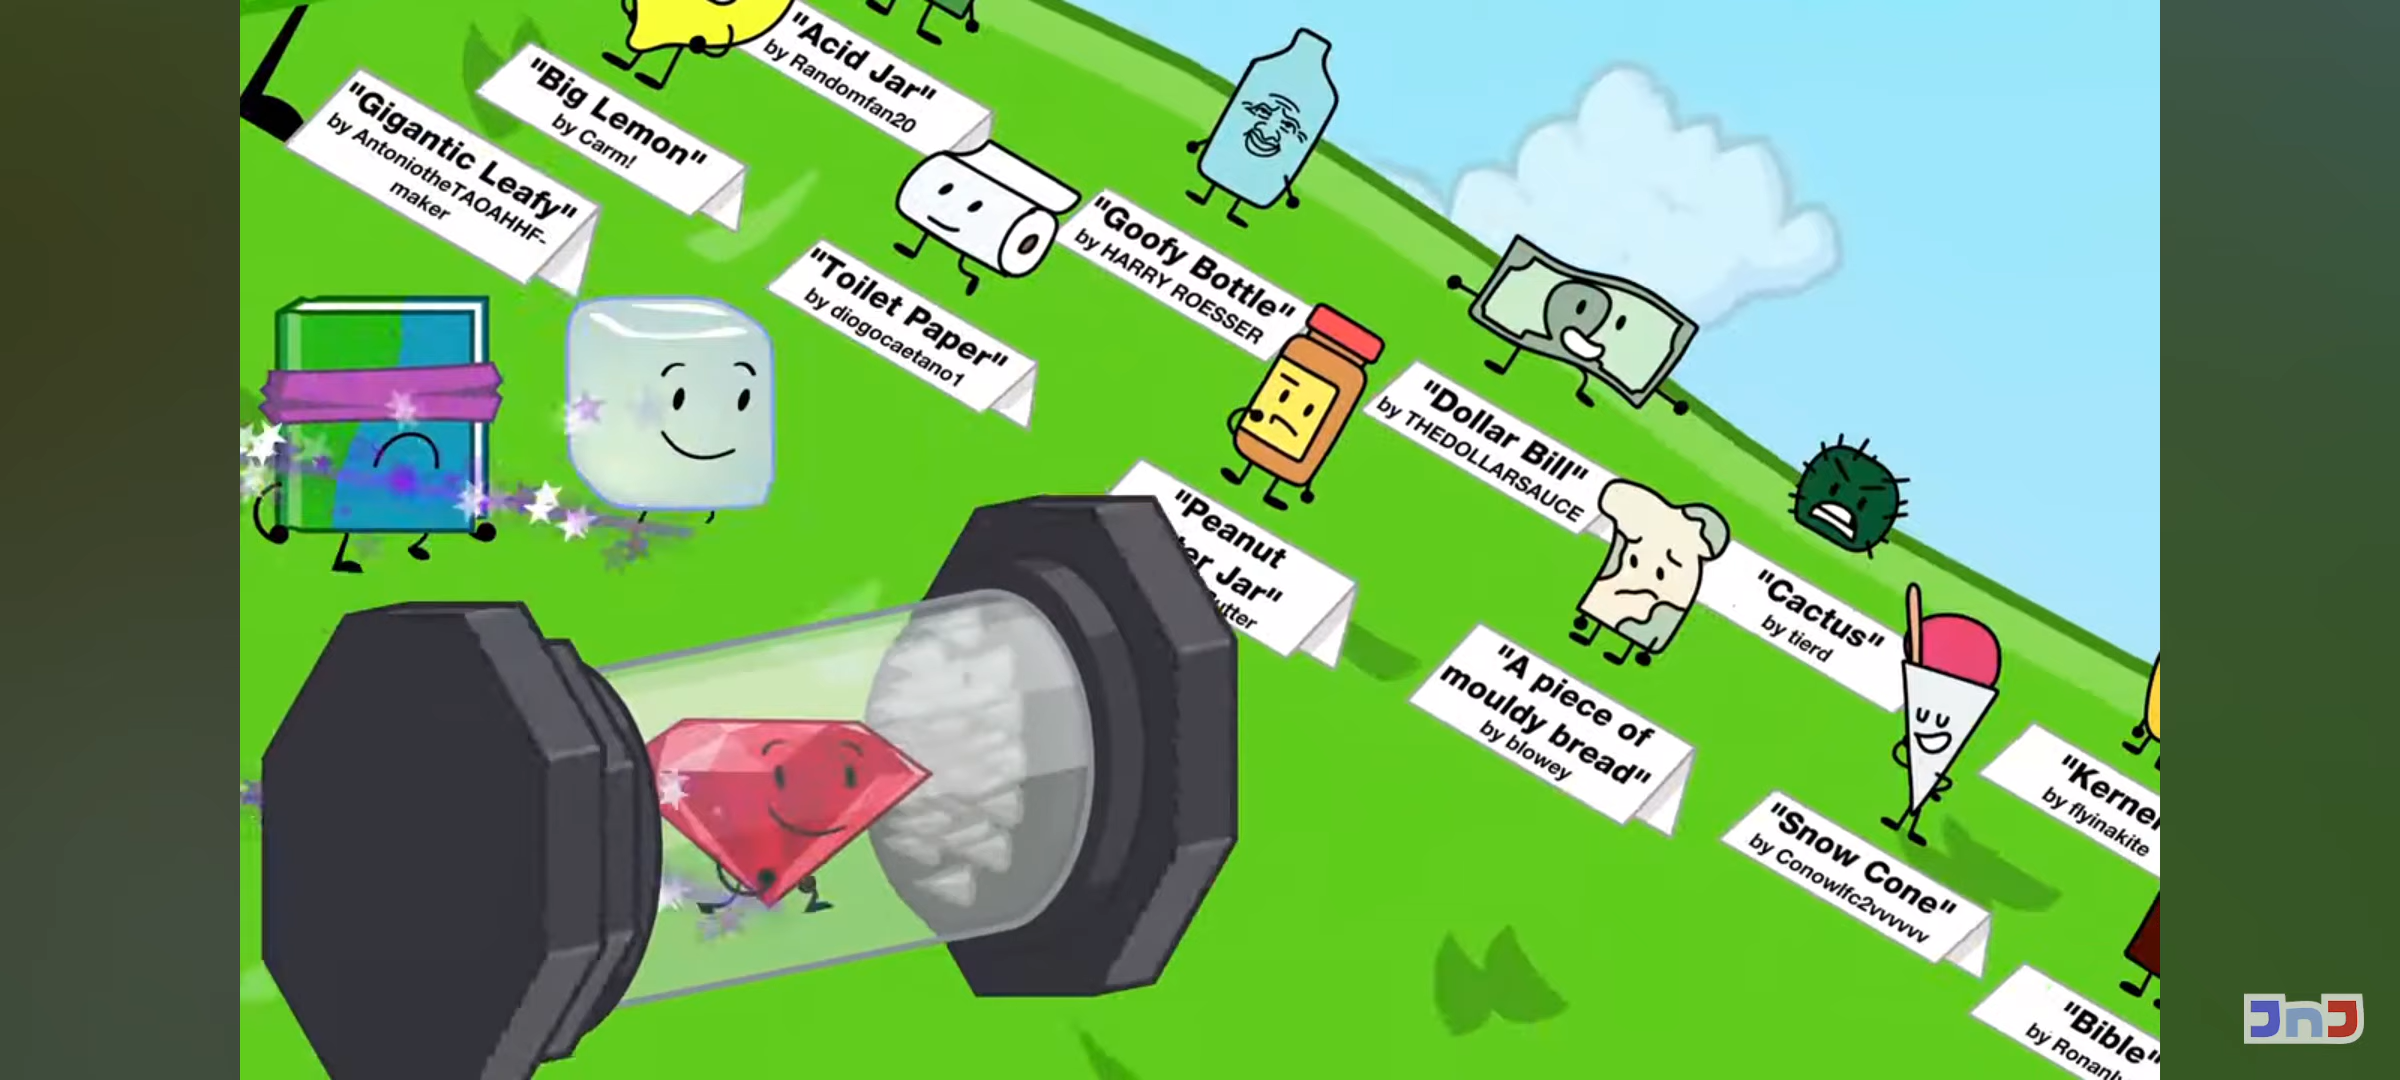 "Acid Jar"
by Randomfan20
"Big Lemon"
by Carm!
"Gigantic Leafy"
by AntoniotheTAOAHHF-
maker
"Goofy Bottle"
by HARRY ROESSER
"Toilet Paper"
by diogocaetano1
"Dollar Bill"
by THEDOLLARSAUCE
"Peanut
Jar"
"Cactus"
by tierd
"A piece of
mouldy bread"
by blowey
"Snow Cone"
by Conowlfc2vvvvv
by flyinakite
"Bible"
by
JnJ